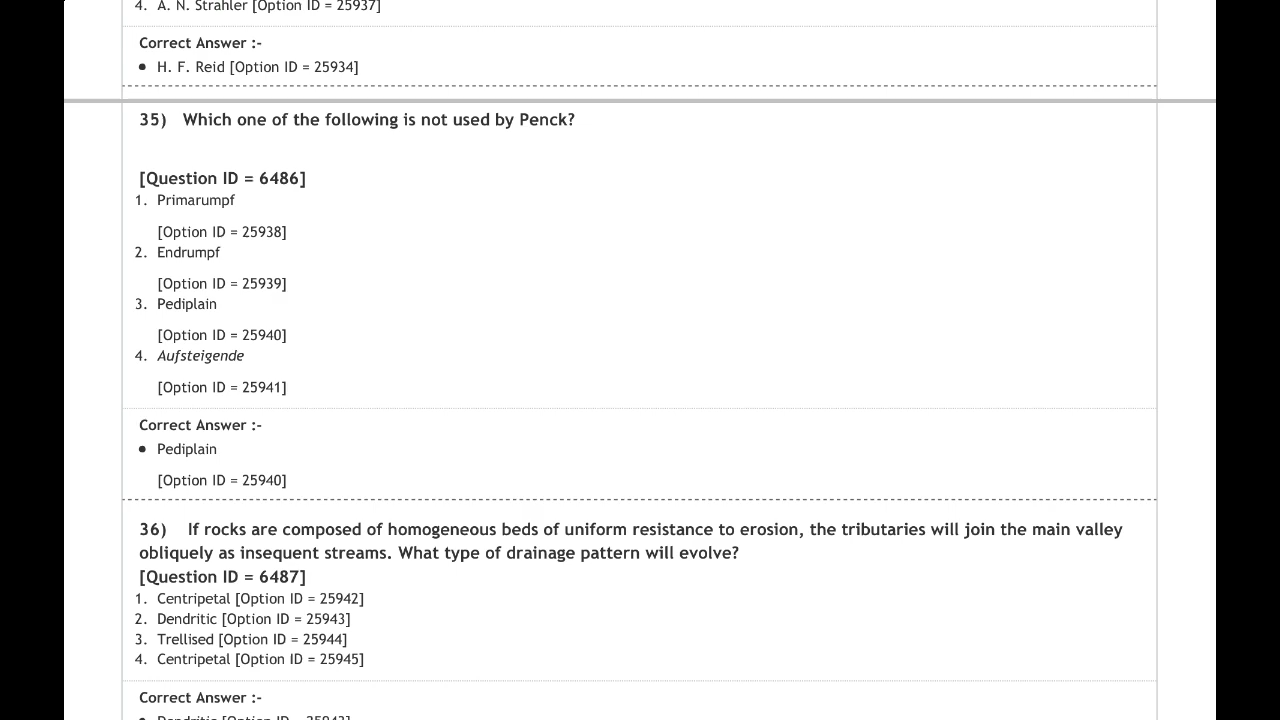 4. A. N. Strahler [Option ID = 25937]
Correct Answer :-
• H. F. Reid [Option ID = 25934]
35) Which one of the following is not used by Penck?
[Question ID = 6486]
1. Primarumpf
[Option ID = 25938]
2. Endrumpf
[Option ID = 25939]
3. Pediplain
[Option ID = 25940]
4. Aufsteigende
[Option ID = 25941]
Correct Answer :-
• Pediplain
[Option ID = 25940]
36) If rocks are composed of homogeneous beds of uniform resistance to erosion, the tributaries will join the main valley
obliquely as insequent streams. What type of drainage pattern will evolve?
[Question ID = 6487]
1. Centripetal [Option ID = 25942]
2. Dendritic [Option ID = 25943]
3. Trellised [Option ID = 25944]
4. Centripetal [Option ID = 25945]
Correct Answer :-
• Dendritic [Option ID = 25943]